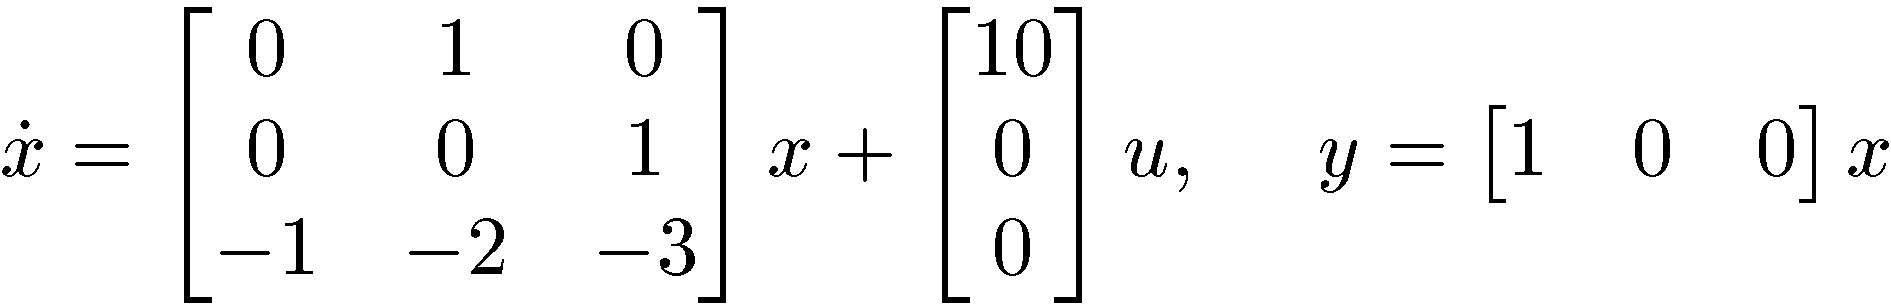 ẋ = [0 1 0; 0 0 1; −1 −2 −3] x + [10; 0; 0] u, y = [1 0 0] x